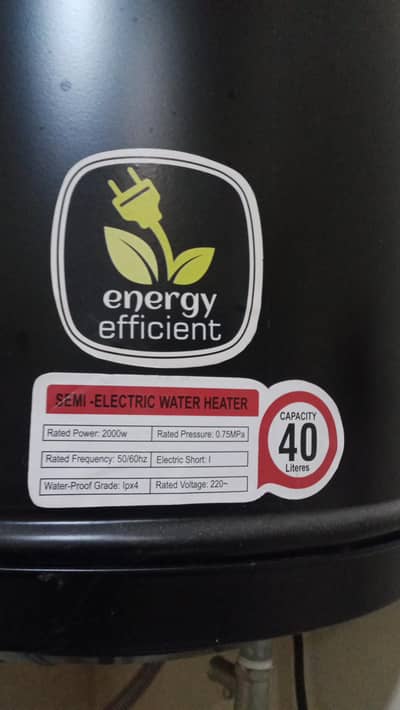 energy
efficient
SEMI -ELECTRIC WATER HEATER
Rated Power: 2000w
Rated Pressure: 0.75MPa
Rated Frequency: 50/60hz
Electric Short: I
Water-Proof Grade: Ipx4
Rated Voltage: 220~
CAPACITY
40
Literes